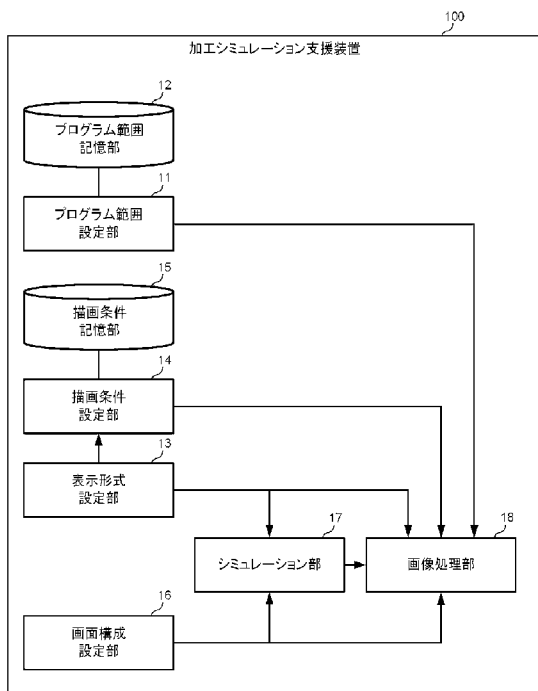 100
加工シミュレーション支援装置
12
プログラム範囲
記憶部
11
プログラム範囲
設定部
15
描画条件
記憶部
14
描画条件
設定部
13
表示形式
設定部
17
シミュレーション部
18
画像処理部
16
画面構成
設定部